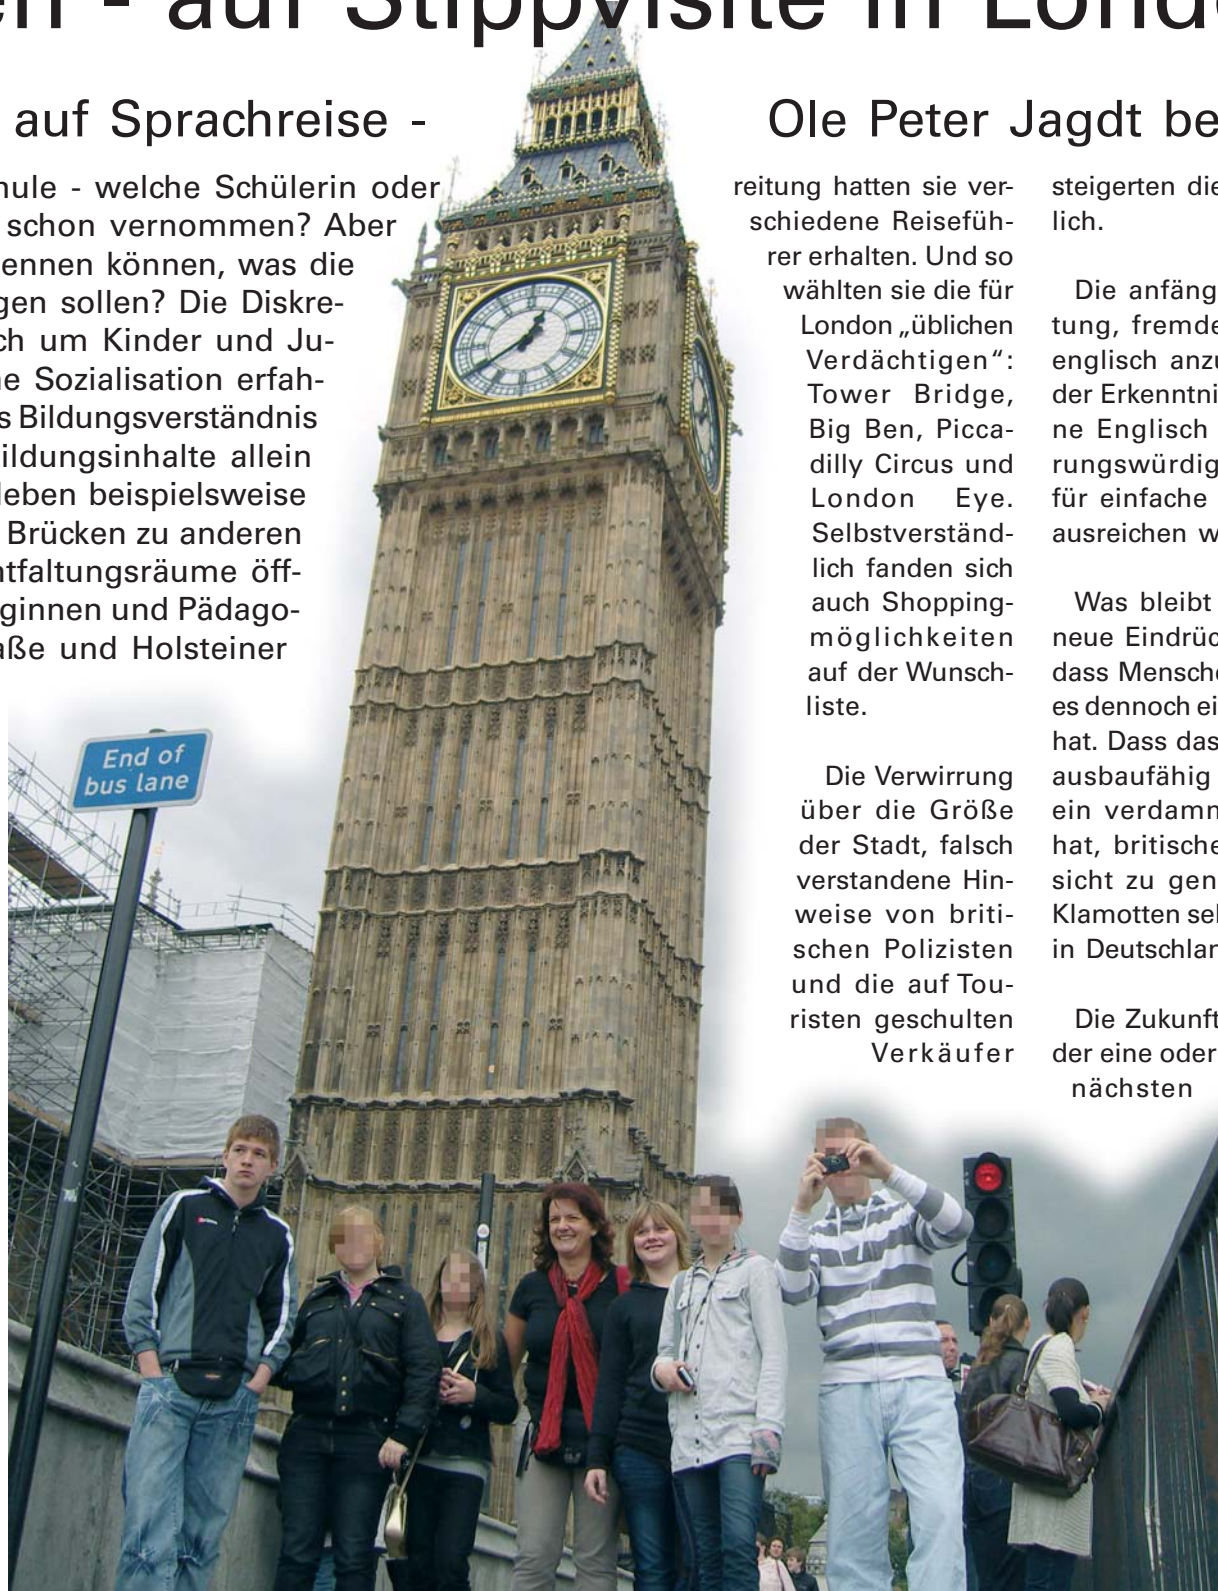 en - auf Stippvisite in Londo
auf Sprachreise -
hule - welche Schülerin oder
schon vernommen? Aber
ennen können, was die
gen sollen? Die Diskre-
ch um Kinder und Ju-
ne Sozialisation erfah-
s Bildungsverständnis
ildungsinhalte allein
leben beispielsweise
Brücken zu anderen
ntfaltungsräume öff-
ginnen und Pädago-
aße und Holsteiner
End of
bus lane
Ole Peter Jagdt be
reitung hatten sie ver-
schiedene Reisefüh-
rer erhalten. Und so
wählten sie die für
London „üblichen
Verdächtigen“:
Tower Bridge,
Big Ben, Picca-
dilly Circus und
London Eye.
Selbstverständ-
lich fanden sich
auch Shopping-
möglichkeiten
auf der Wunsch-
liste.
Die Verwirrung
über die Größe
der Stadt, falsch
verstandene Hin-
weise von briti-
schen Polizisten
und die auf Tou-
risten geschulten
Verkäufer
steigerten die
lich.
Die anfäng
tung, fremde
englisch anzu
der Erkenntni
ne Englisch
rungswürdig
für einfache
ausreichen w
Was bleibt
neue Eindrüc
dass Mensche
es dennoch ei
hat. Dass das
ausbaufähig
ein verdamn
hat, britische
sicht zu gen
Klamotten sel
in Deutschlan
Die Zukunft
der eine oder
nächsten